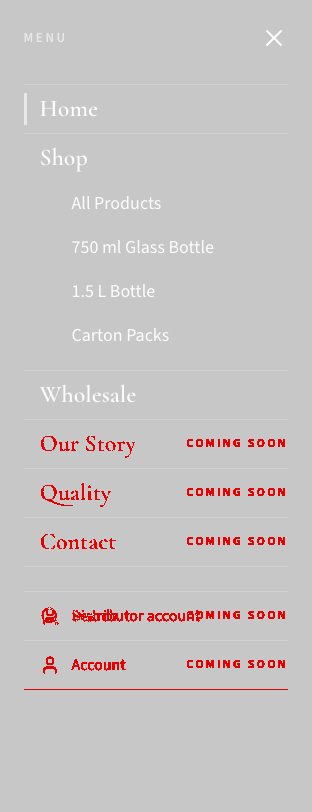 MENU
Home
Shop
All Products
750 ml Glass Bottle
1.5 L Bottle
Carton Packs
Wholesale
Our Story COMING SOON
Quality COMING SOON
Contact COMING SOON
account COMING SOON
Account COMING SOON